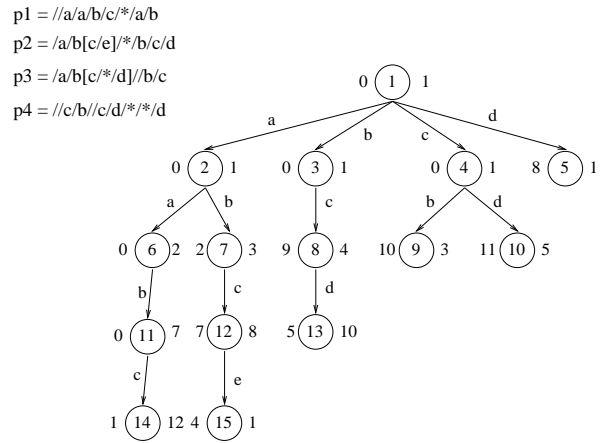 p1 = //a/a/b/c/*/a/b
p2 = /a/b[c/e]/*/b/c/d
p3 = /a/b[c/*/d]//b/c
p4 = //c/b//c/d/*/*/d
0 1 1
a b c d
0 2 1 0 3 1 0 4 1 8 5 1
a b c b d
0 6 2 2 7 3 9 8 4 10 9 3 11 10 5
b c d
0 11 7 7 12 8 5 13 10
c e
1 14 12 4 15 1